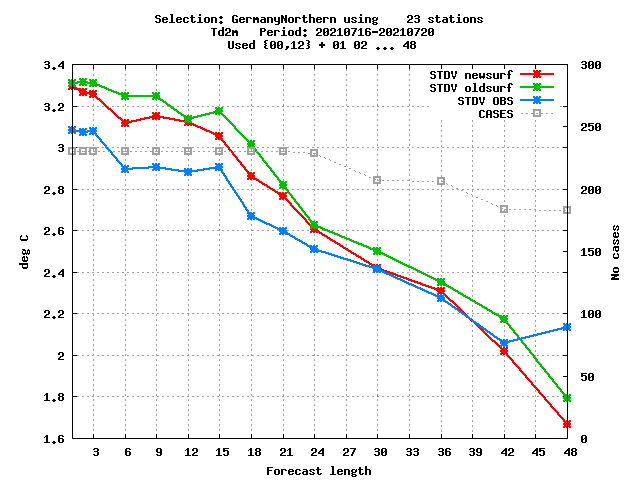 Selection: GermanyNorthern using    23 stations
Td2m   Period: 20210716-20210720
Used {00,12} + 01 02 ... 48
STDV newsurf
STDV oldsurf
STDV OBS
CASES
3,4
3,2
3
2,8
2,6
2,4
2,2
2
1,8
1,6
deg C
300
250
200
150
100
50
0
No cases
3 6 9 12 15 18 21 24 27 30 33 36 39 42 45 48
Forecast length